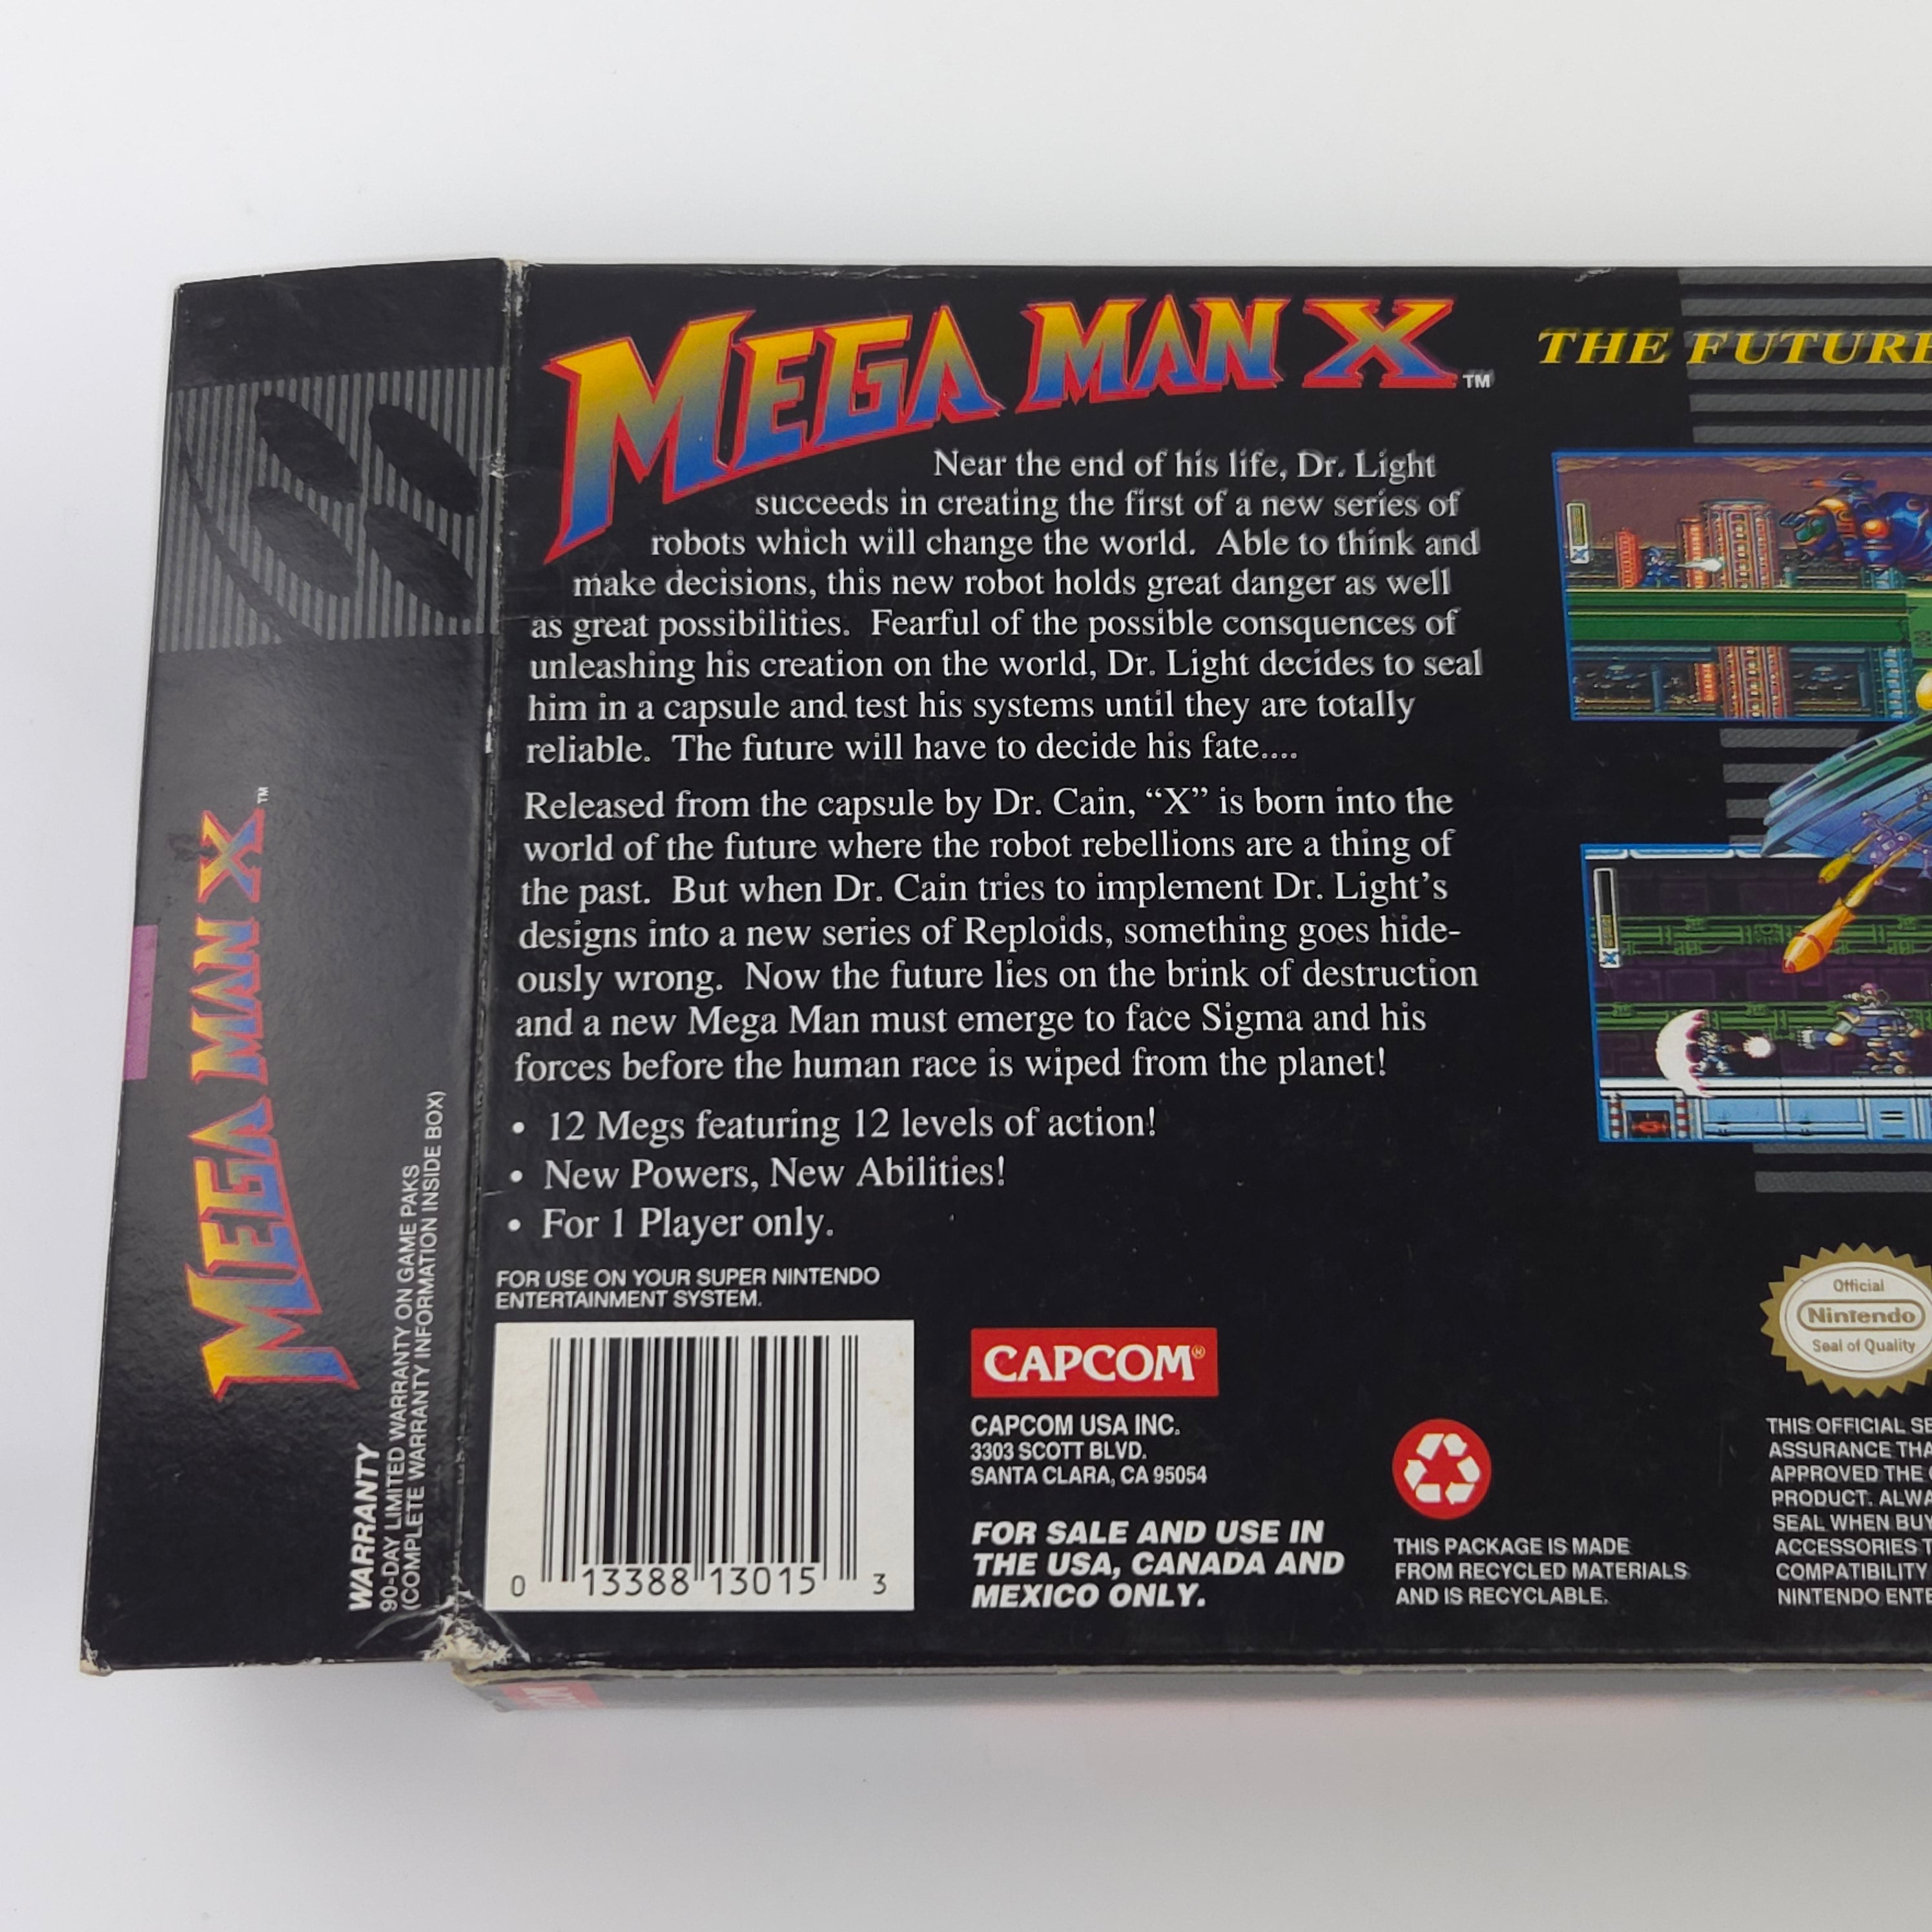 MEGA MAN X™
WARRANTY
90-DAY LIMITED WARRANTY ON GAME PAKS
(COMPLETE WARRANTY INFORMATION INSIDE BOX)
MEGA MAN X™
Near the end of his life, Dr. Light
succeeds in creating the first of a new series of
robots which will change the world. Able to think and
make decisions, this new robot holds great danger as well
as great possibilities. Fearful of the possible consquences of
unleashing his creation on the world, Dr. Light decides to seal
him in a capsule and test his systems until they are totally
reliable. The future will have to decide his fate....
Released from the capsule by Dr. Cain, “X” is born into the
world of the future where the robot rebellions are a thing of
the past. But when Dr. Cain tries to implement Dr. Light’s
designs into a new series of Reploids, something goes hide-
ously wrong. Now the future lies on the brink of destruction
and a new Mega Man must emerge to face Sigma and his
forces before the human race is wiped from the planet!
• 12 Megs featuring 12 levels of action!
• New Powers, New Abilities!
• For 1 Player only.
FOR USE ON YOUR SUPER NINTENDO
ENTERTAINMENT SYSTEM.
0 13388 13015 3
CAPCOM®
CAPCOM USA INC.
3303 SCOTT BLVD.
SANTA CLARA, CA 95054
FOR SALE AND USE IN
THE USA, CANADA AND
MEXICO ONLY.
THIS PACKAGE IS MADE
FROM RECYCLED MATERIALS
AND IS RECYCLABLE.
THE FUTURE
X
X
Official
Nintendo
Seal of Quality
THIS OFFICIAL
ASSURANCE
APPROVED THE
PRODUCT.
SEAL WHEN
ACCESSORIES
COMPATIBILITY
NINTENDO